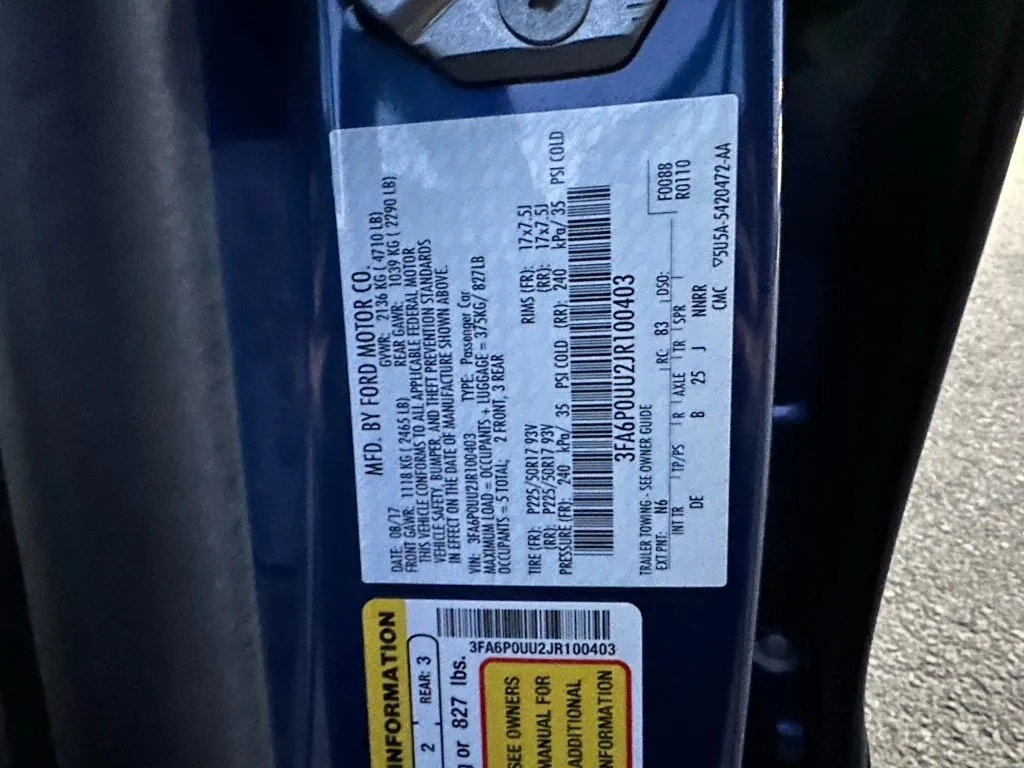 MFD. BY FORD MOTOR CO.
DATE: 08/17 GVWR: 2136 KG ( 4710 LB)
FRONT GAWR: 1118 KG ( 2465 LB) REAR GAWR: 1039 KG ( 2290 LB)
THIS VEHICLE CONFORMS TO ALL APPLICABLE FEDERAL MOTOR
VEHICLE SAFETY, BUMPER, AND THEFT PREVENTION STANDARDS
IN EFFECT ON THE DATE OF MANUFACTURE SHOWN ABOVE.
VIN: 3FA6P0UU2JR100403 TYPE: Passenger Car
MAXIMUM LOAD = OCCUPANTS + LUGGAGE = 375KG/ 827LB
OCCUPANTS = 5 TOTAL; 2 FRONT, 3 REAR
TIRE (FR): P225/50R17 93V RIMS (FR): 17x7.5J
(RR): P225/50R17 93V (RR): 17x7.5J
PRESSURE (FR): 240 kPa/ 35 PSI COLD (RR): 240 kPa/ 35 PSI COLD
3FA6P0UU2JR100403
TRAILER TOWING - SEE OWNER GUIDE
EXT PNT: N6 RC: 83 DSO: F0088
R0110
INT TR TP/PS R AXLE TR SPR
DE B 25 J NMRR
CMC ▽5U5A-5420472-AA
INFORMATION
2 REAR: 3
or 827 lbs.
3FA6P0UU2JR100403
SEE OWNERS
MANUAL FOR
ADDITIONAL
INFORMATION